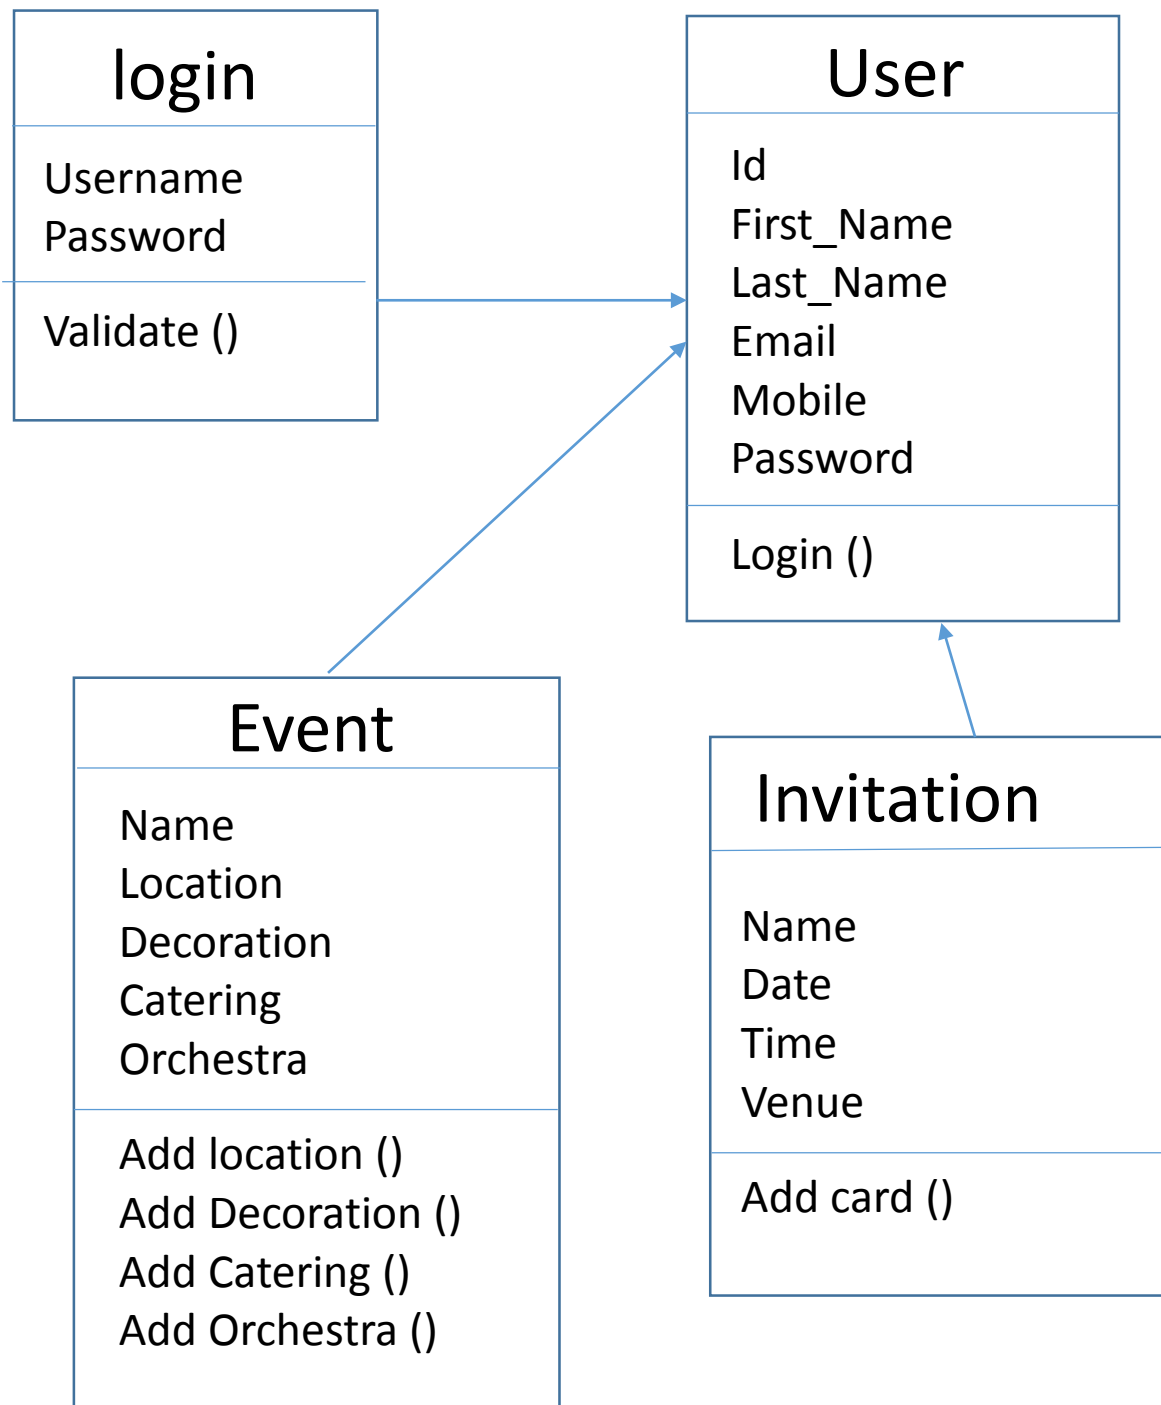 login
Username
Password
Validate ()
User
Id
First_Name
Last_Name
Email
Mobile
Password
Login ()
Event
Name
Location
Decoration
Catering
Orchestra
Add location ()
Add Decoration ()
Add Catering ()
Add Orchestra ()
Invitation
Name
Date
Time
Venue
Add card ()